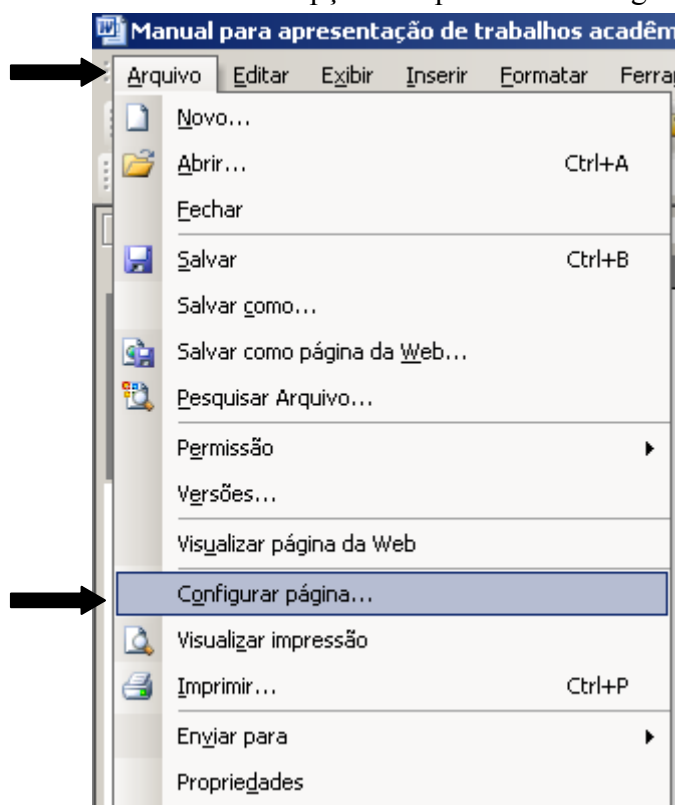 Manual para apresentação de trabalhos acadêm
Arquivo Editar Exibir Inserir Formatar Ferra
Novo...
Abrir... Ctrl+A
Fechar
Salvar Ctrl+B
Salvar como...
Salvar como página da Web...
Pesquisar Arquivo...
Permissão
Versões...
Visualizar página da Web
Configurar página...
Visualizar impressão
Imprimir... Ctrl+P
Enviar para
Propriedades